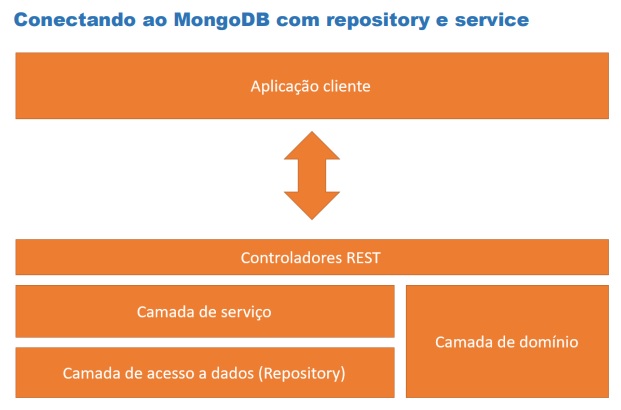 Conectando ao MongoDB com repository e service
Aplicação cliente
Controladores REST
Camada de serviço
Camada de domínio
Camada de acesso a dados (Repository)